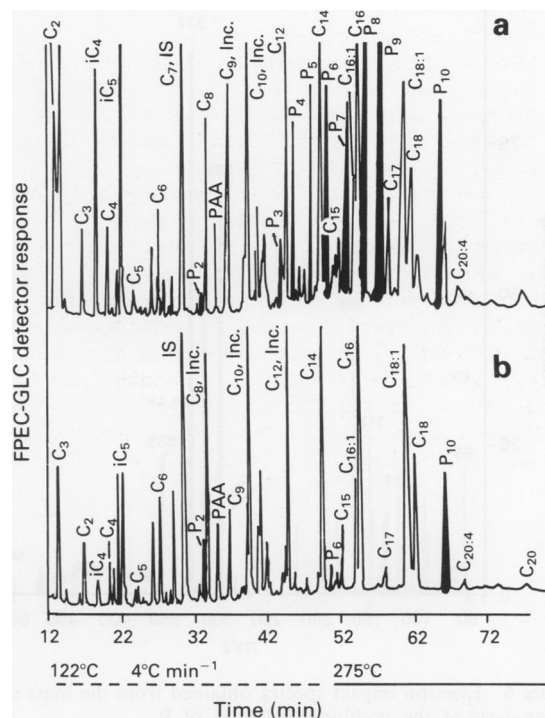 a
C2
C3
iC4
C4
iC5
C5
C6
C7, IS
P2
C8
PAA
C9, Inc.
C10, Inc.
P3
C12
P4
P5
C14
P6
C15
P7
C16:1
C16
P8
P9
C17
C18:1
C18
P10
C20:4
b
C3
C2
iC4
C4
iC5
C5
C6
IS
P2
C8, Inc.
PAA
C9
C10, Inc.
C12, Inc.
C14
P6
C15
C16:1
C16
C17
C18:1
C18
P10
C20:4
C20
FPEC-GLC detector response
12 22 32 42 52 62 72
122°C 4°C min−1 275°C
Time (min)